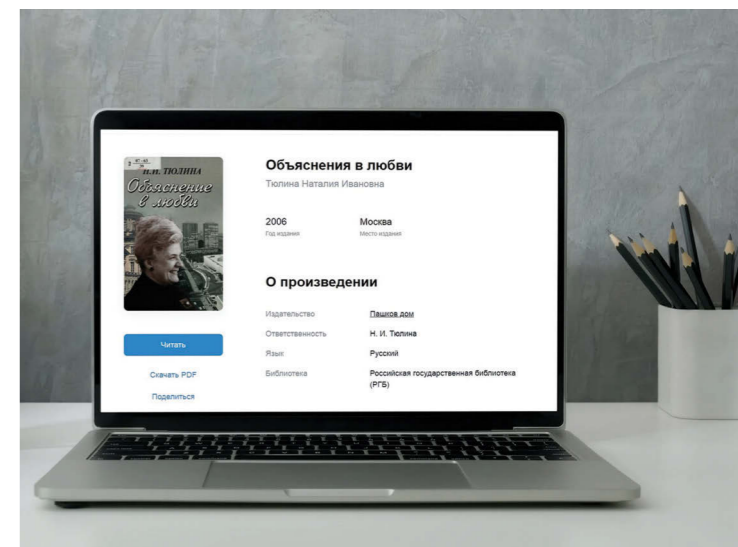 Н.И. ТЮЛИНА
Объяснение
в любви
Читать
Скачать PDF
Поделиться
Объяснения в любви
Тюлина Наталия Ивановна
2006
Год издания
Москва
Место издания
О произведении
Издательство
Пашков дом
Ответственность
Н. И. Тюлина
Язык
Русский
Библиотека
Российская государственная библиотека
(РГБ)